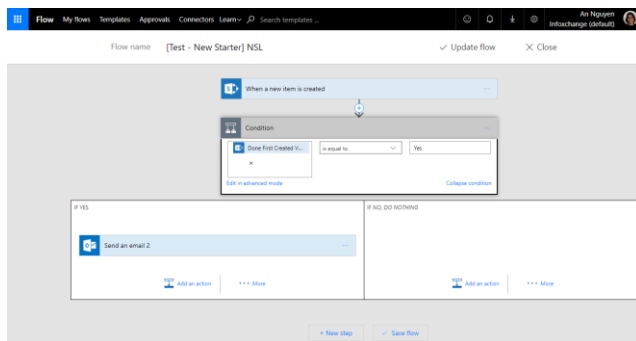 Flow My flows Templates Approvals Connectors Learn Search templates ... An Nguyen
Infoxchange (default)
Flow name [Test - New Starter] NSL Update flow Close
When a new item is created ...
Condition ...
Done First Created V... is equal to Yes
x
Edit in advanced mode Collapse condition
IF YES IF NO, DO NOTHING
Send an email 2 ...
Add an action ... More Add an action ... More
+ New step Save flow